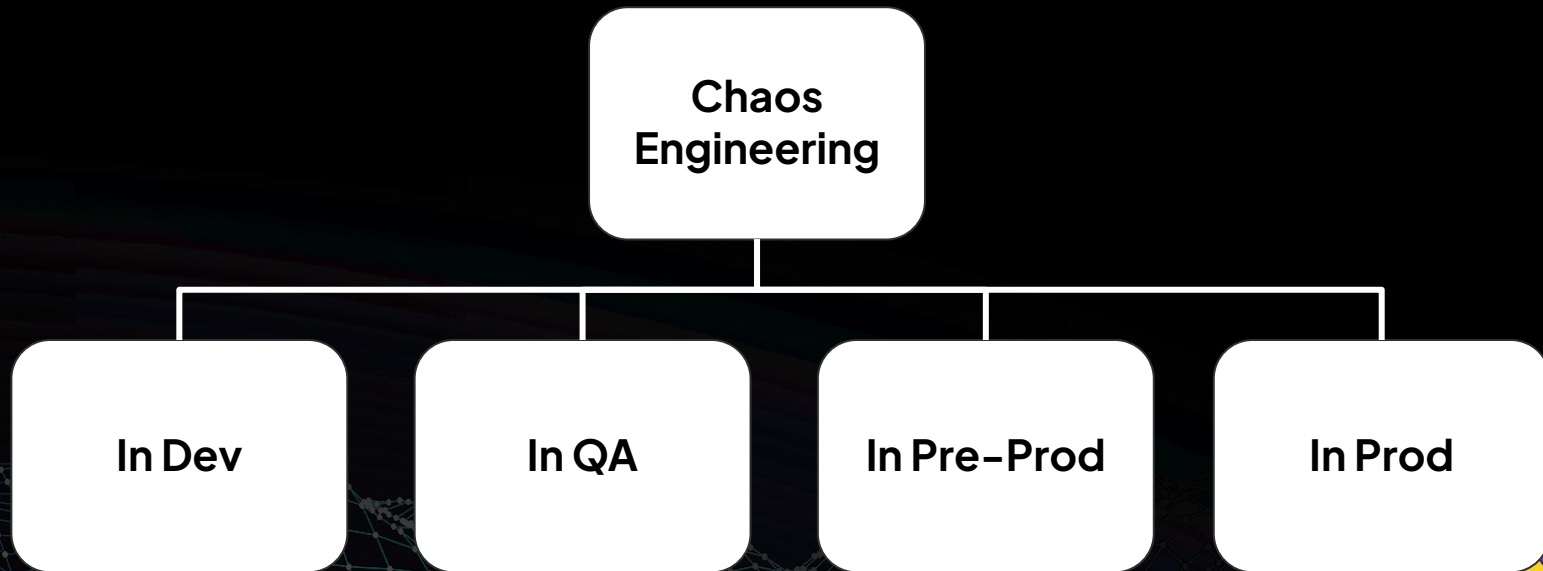 Chaos
Engineering
In Dev
In QA
In Pre-Prod
In Prod